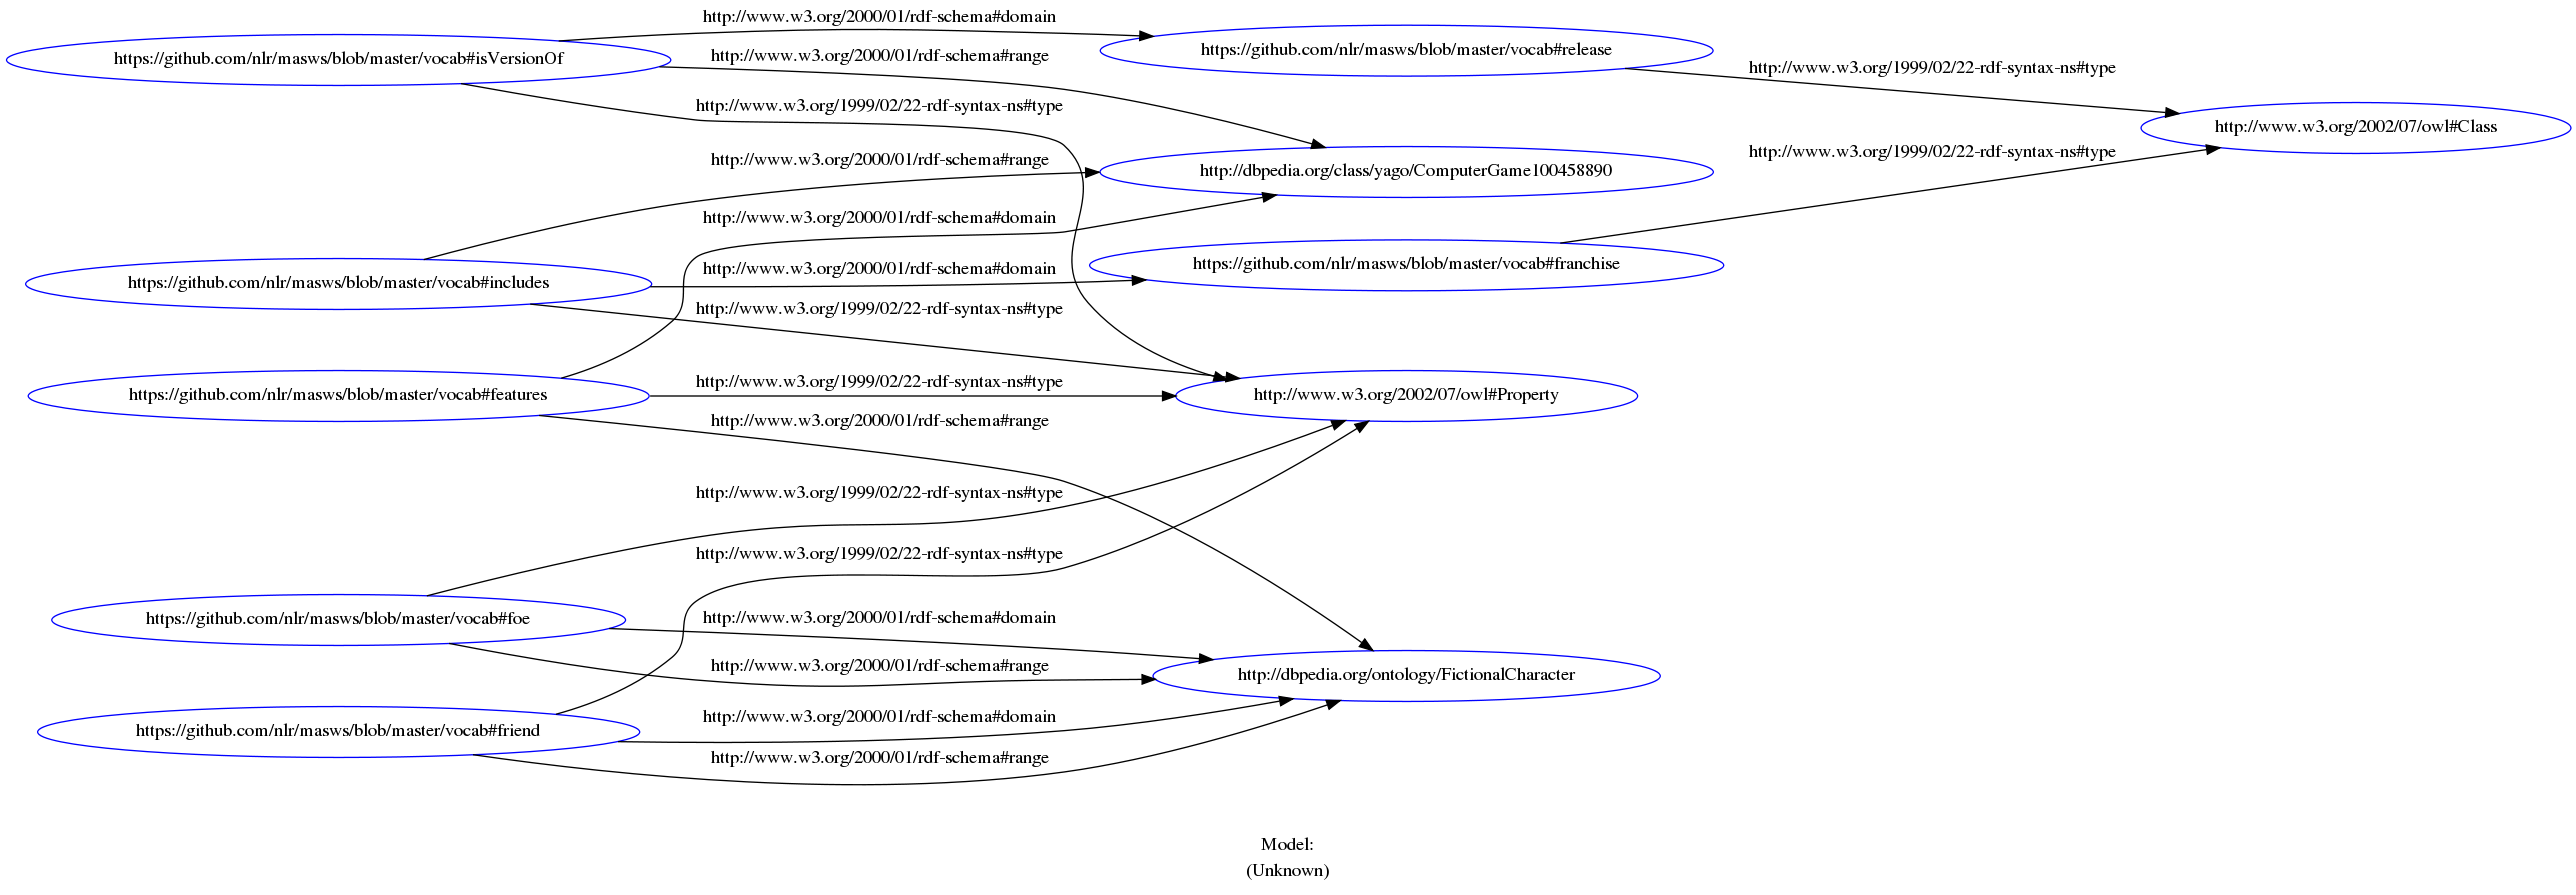 http://www.w3.org/2000/01/rdf-schema#domain
https://github.com/nlr/masws/blob/master/vocab#release
http://www.w3.org/2000/01/rdf-schema#range
https://github.com/nlr/masws/blob/master/vocab#isVersionOf
http://www.w3.org/1999/02/22-rdf-syntax-ns#type
http://www.w3.org/1999/02/22-rdf-syntax-ns#type
http://www.w3.org/2002/07/owl#Class
http://www.w3.org/1999/02/22-rdf-syntax-ns#type
http://www.w3.org/2000/01/rdf-schema#range
http://dbpedia.org/class/yago/ComputerGame100458890
http://www.w3.org/2000/01/rdf-schema#domain
https://github.com/nlr/masws/blob/master/vocab#franchise
http://www.w3.org/2000/01/rdf-schema#domain
https://github.com/nlr/masws/blob/master/vocab#includes
http://www.w3.org/1999/02/22-rdf-syntax-ns#type
http://www.w3.org/1999/02/22-rdf-syntax-ns#type
https://github.com/nlr/masws/blob/master/vocab#features
http://www.w3.org/2002/07/owl#Property
http://www.w3.org/2000/01/rdf-schema#range
http://www.w3.org/1999/02/22-rdf-syntax-ns#type
http://www.w3.org/1999/02/22-rdf-syntax-ns#type
https://github.com/nlr/masws/blob/master/vocab#foe
http://www.w3.org/2000/01/rdf-schema#domain
http://www.w3.org/2000/01/rdf-schema#range
http://dbpedia.org/ontology/FictionalCharacter
http://www.w3.org/2000/01/rdf-schema#domain
https://github.com/nlr/masws/blob/master/vocab#friend
http://www.w3.org/2000/01/rdf-schema#range
Model:
(Unknown)